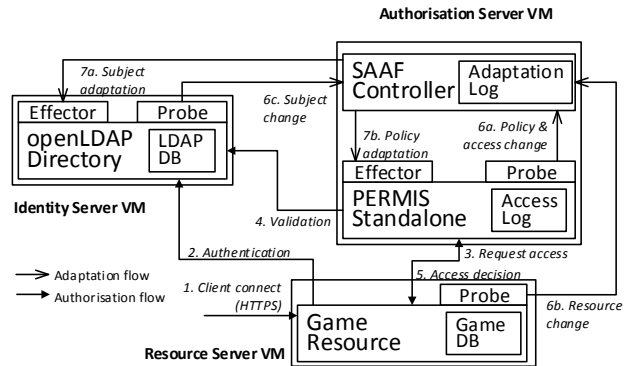 Authorisation Server VM
7a. Subject
adaptation
SAAF
Controller
Adaptation
Log
6c. Subject
change
Effector
Probe
openLDAP
Directory
LDAP
DB
7b. Policy
adaptation
6a. Policy &
access change
Effector
Probe
PERMIS
Standalone
Access
Log
Identity Server VM
4. Validation
2. Authentication
3. Request access
5. Access decision
Adaptation flow
Authorisation flow
1. Client connect
(HTTPS)
Probe
Game
Resource
Game
DB
6b. Resource
change
Resource Server VM